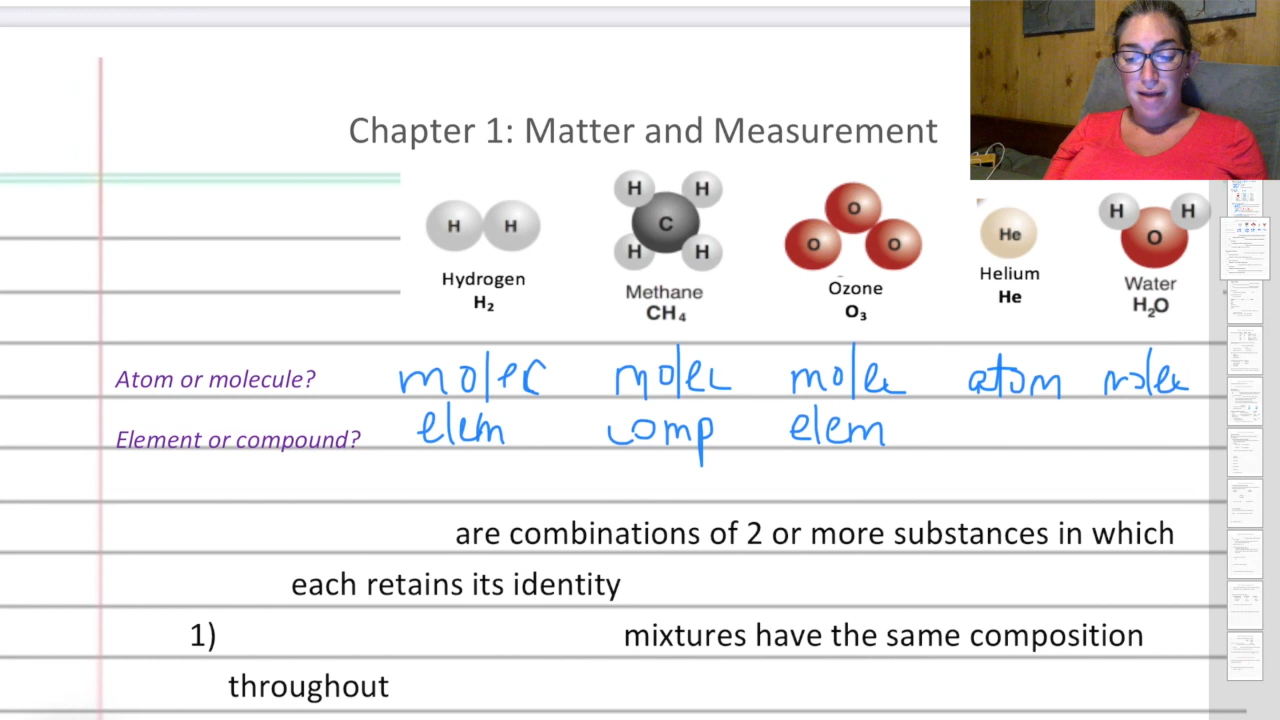 Chapter 1: Matter and Measurement
H H
H H C H H
O O O
He
H H O
Hydrogen Methane Ozone Helium Water
H₂ CH₄ O₃ He H₂O
Atom or molecule? molec molec molec atom molec
Element or compound? elem comp elem
are combinations of 2 or more substances in which
each retains its identity
1) mixtures have the same composition
throughout